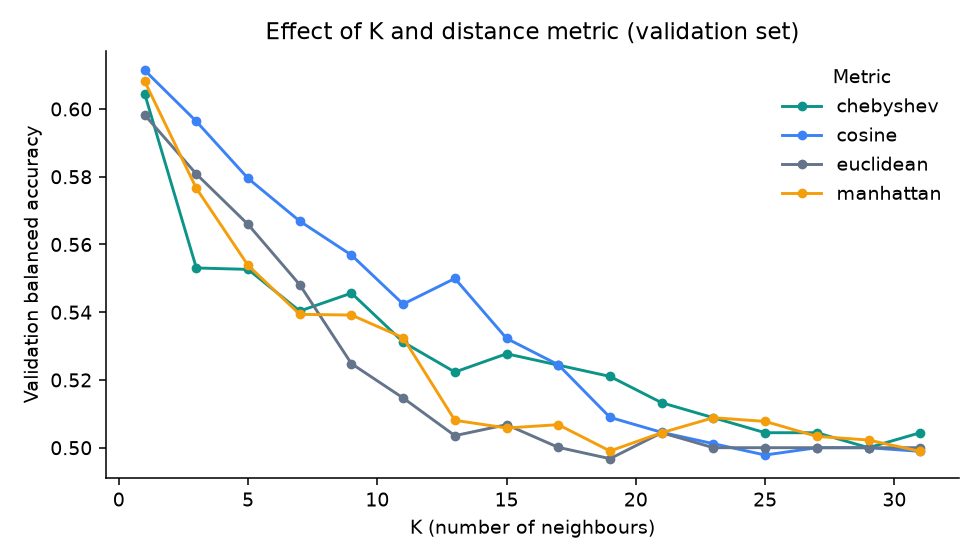 Effect of K and distance metric (validation set)
Validation balanced accuracy
0.60
0.58
0.56
0.54
0.52
0.50
0
5
10
15
20
25
30
K (number of neighbours)
Metric
chebyshev
cosine
euclidean
manhattan